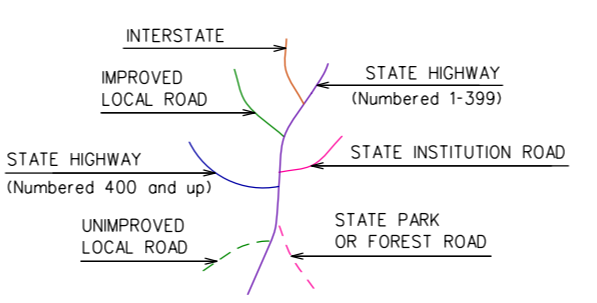 INTERSTATE
IMPROVED
LOCAL ROAD
STATE HIGHWAY
(Numbered 1-399)
STATE HIGHWAY
(Numbered 400 and up)
STATE INSTITUTION ROAD
UNIMPROVED
LOCAL ROAD
STATE PARK
OR FOREST ROAD